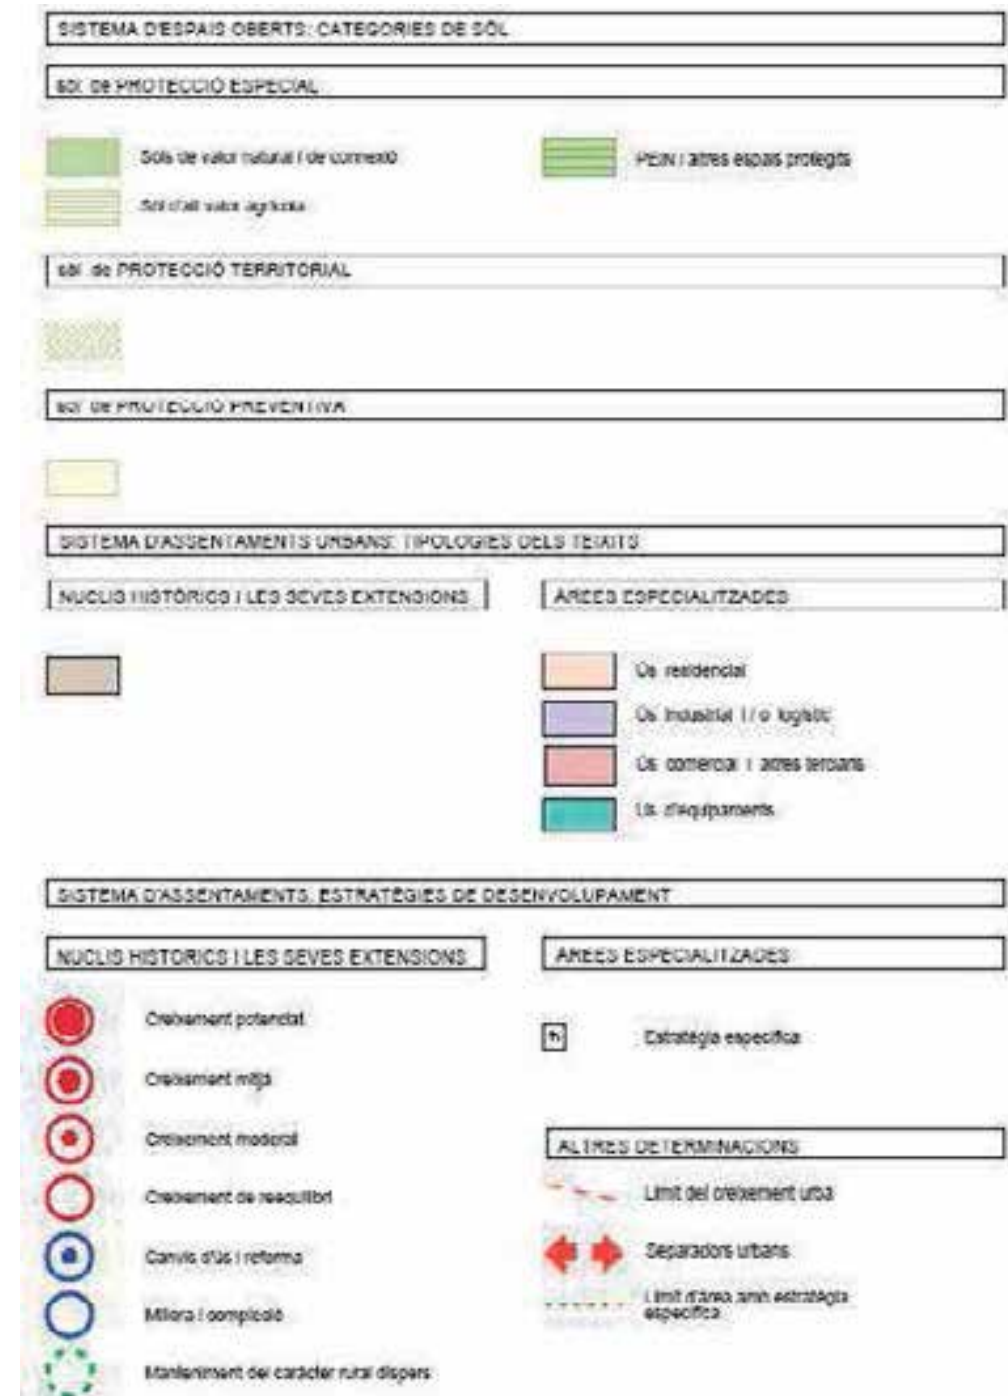 SISTEMA D'ESPAIS OBERTS: CATEGORIES DE SÒL
sòl de PROTECCIÓ ESPECIAL
Sòls de valor natural i de connexió
PEIN i altres espais protegits
Sòl d'alt valor agrícola
sòl de PROTECCIÓ TERRITORIAL
sòl de PROTECCIÓ PREVENTIVA
SISTEMA D'ASSENTAMENTS URBANS: TIPOLOGIES DELS TEIXITS
NUCLIS HISTÒRICS I LES SEVES EXTENSIONS
ÀREES ESPECIALITZADES
Ús residencial
Ús industrial i / o logístic
Ús comercial i altres terciaris
Ús d'equipaments
SISTEMA D'ASSENTAMENTS: ESTRATÈGIES DE DESENVOLUPAMENT
NUCLIS HISTÒRICS I LES SEVES EXTENSIONS
ÀREES ESPECIALITZADES
Creixement potenciat
Estratègia específica
Creixement mitjà
Creixement moderat
ALTRES DETERMINACIONS
Creixement de reequilibri
Límit del creixement urbà
Canvis d'ús i reforma
Separadors urbans
Millora i compleció
Límit d'àrea amb estratègia
específica
Manteniment del caràcter rural dispers